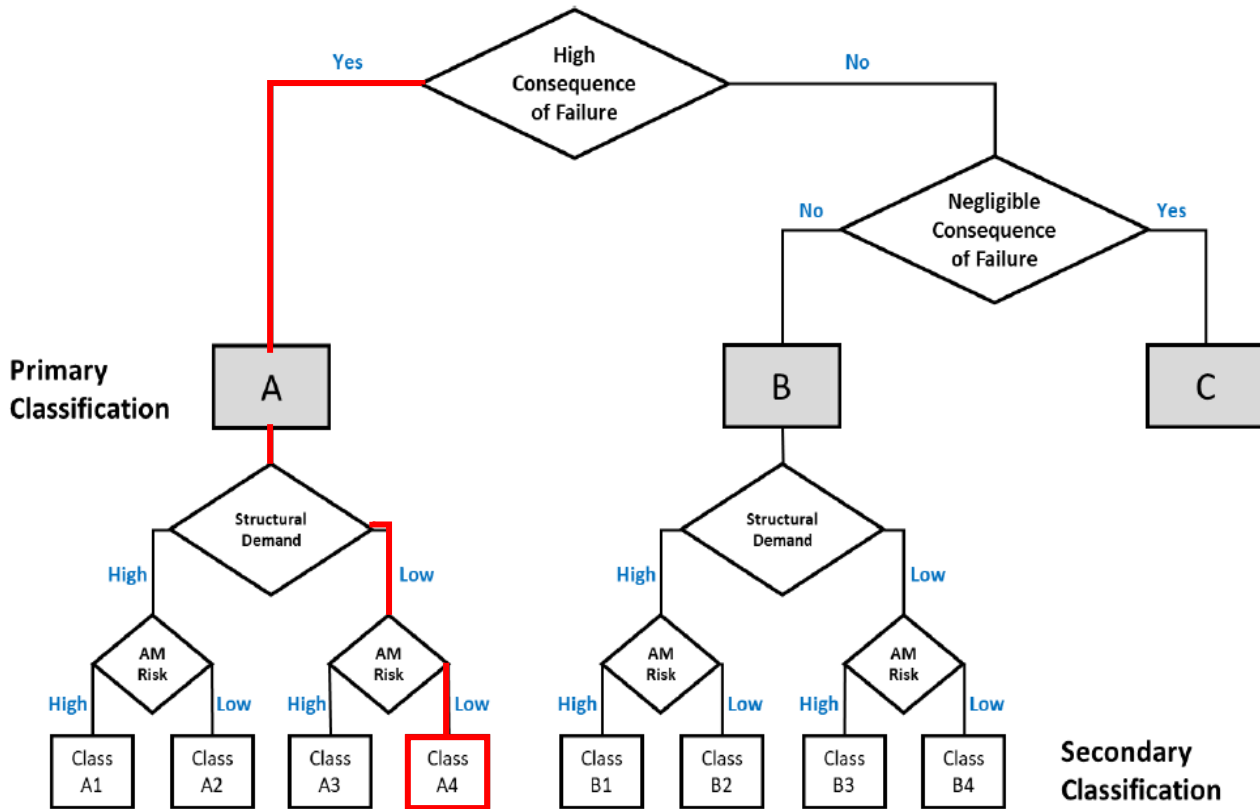 High
Consequence
of Failure
Yes
No
Negligible
Consequence
of Failure
No
Yes
Primary
Classification
A
B
C
Structural
Demand
High
Low
Structural
Demand
High
Low
AM
Risk
High
Low
AM
Risk
High
Low
AM
Risk
High
Low
AM
Risk
High
Low
Class
A1
Class
A2
Class
A3
Class
A4
Class
B1
Class
B2
Class
B3
Class
B4
Secondary
Classification